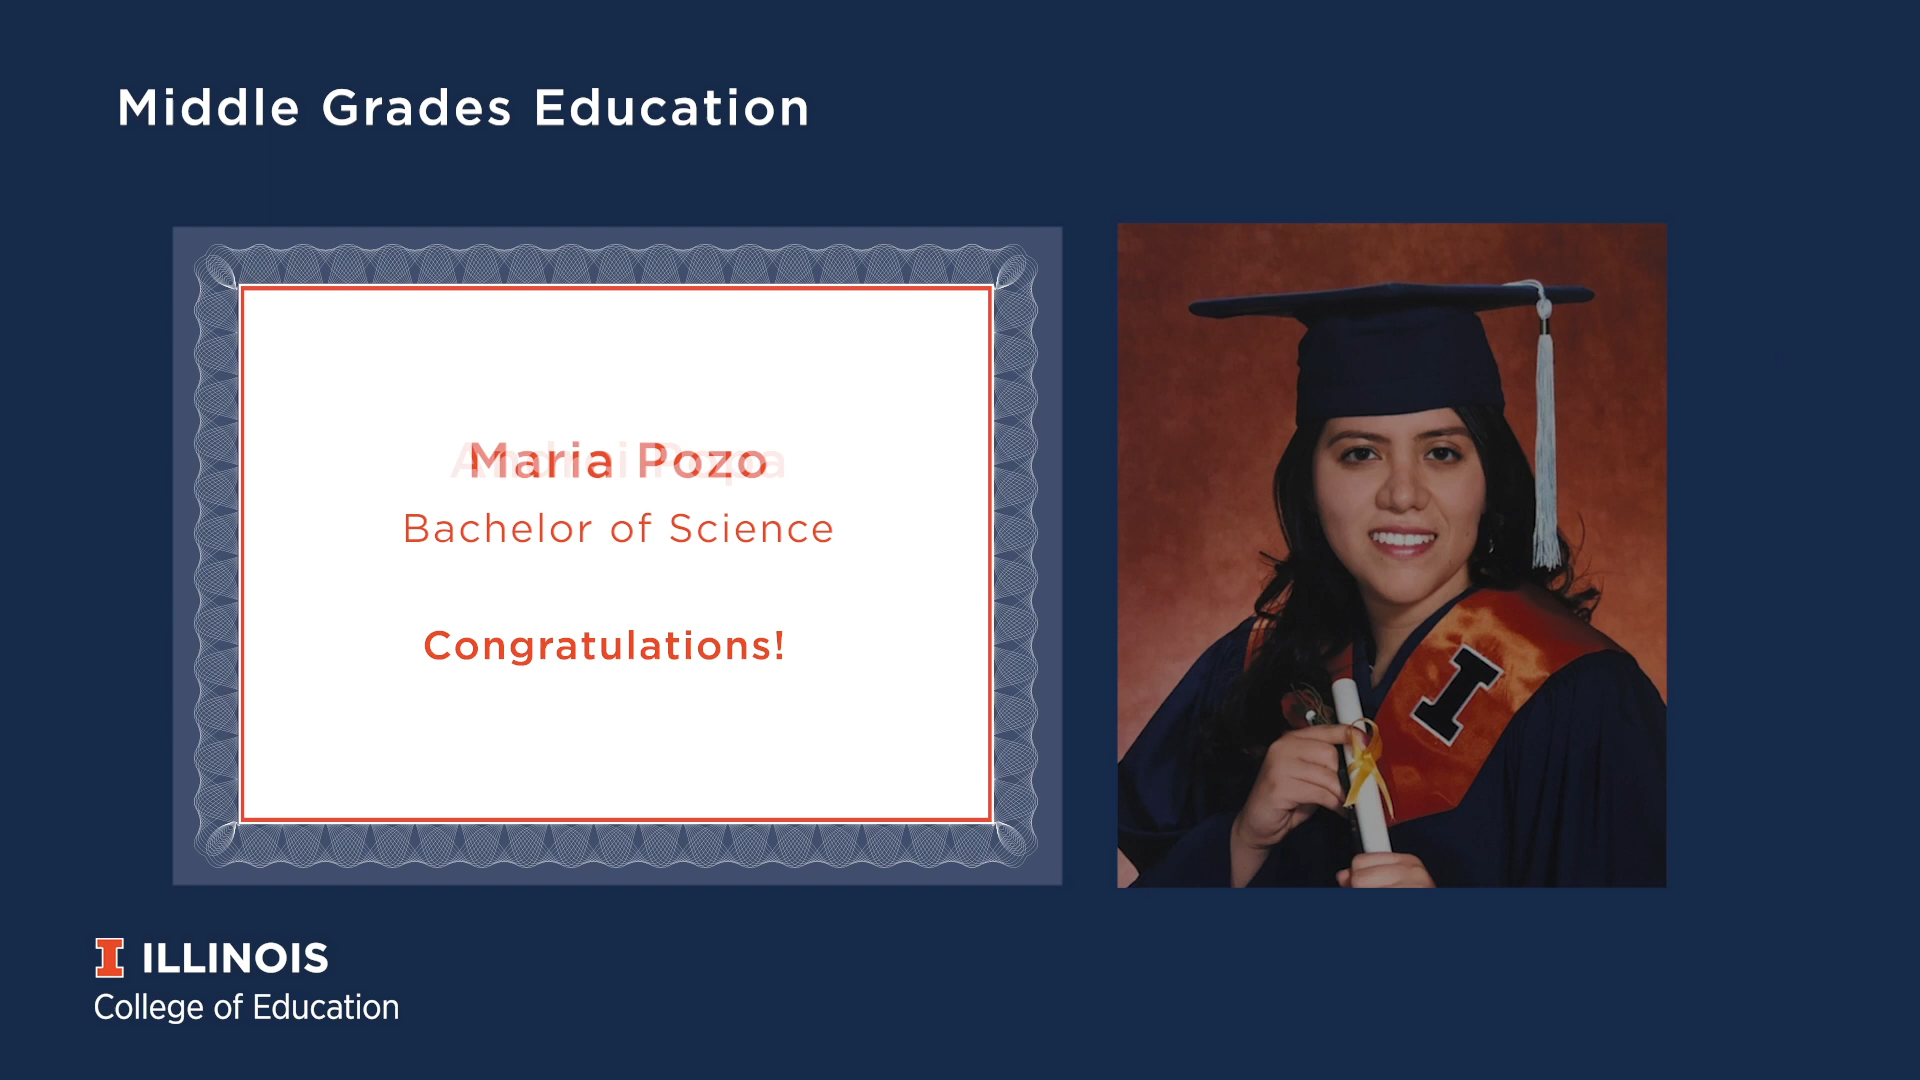 Middle Grades Education
Maria Pozo
Bachelor of Science
Congratulations!
I
I ILLINOIS
College of Education